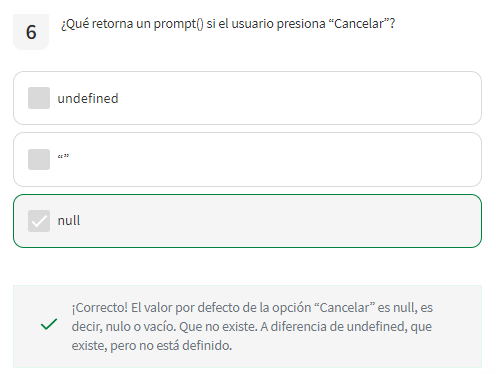 6
¿Qué retorna un prompt() si el usuario presiona “Cancelar”?
undefined
“”
null
¡Correcto! El valor por defecto de la opción “Cancelar” es null, es
decir, nulo o vacío. Que no existe. A diferencia de undefined, que
existe, pero no está definido.